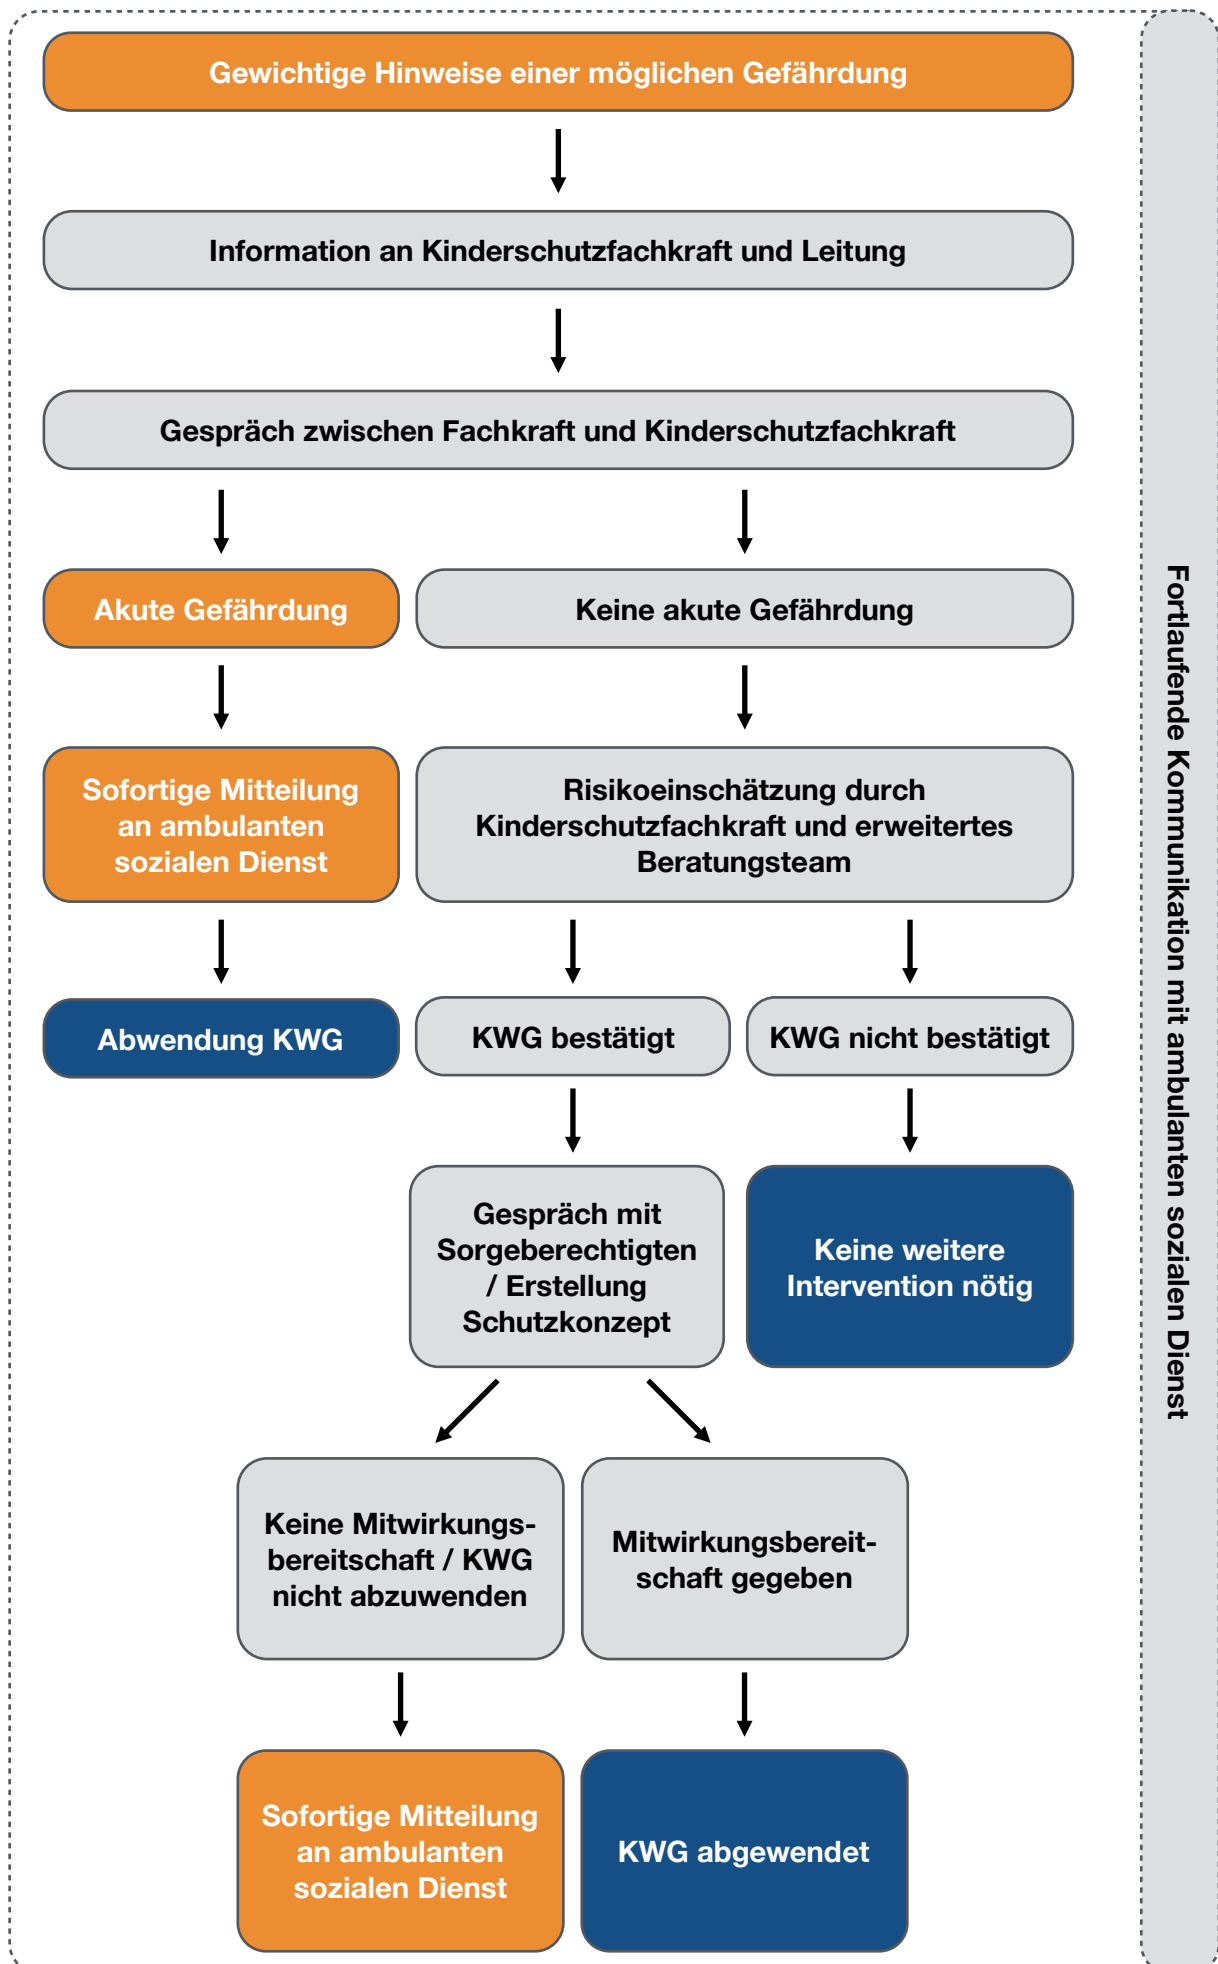 Gewichtige Hinweise einer möglichen Gefährdung
Information an Kinderschutzfachkraft und Leitung
Gespräch zwischen Fachkraft und Kinderschutzfachkraft
Akute Gefährdung
Keine akute Gefährdung
Sofortige Mitteilung
an ambulanten
sozialen Dienst
Risikoeinschätzung durch
Kinderschutzfachkraft und erweitertes
Beratungsteam
Abwendung KWG
KWG bestätigt
KWG nicht bestätigt
Gespräch mit
Sorgeberechtigten
/ Erstellung
Schutzkonzept
Keine weitere
Intervention nötig
Keine Mitwirkungs-
bereitschaft / KWG
nicht abzuwenden
Mitwirkungsbereit-
schaft gegeben
Sofortige Mitteilung
an ambulanten
sozialen Dienst
KWG abgewendet
Fortlaufende Kommunikation mit ambulanten sozialen Dienst